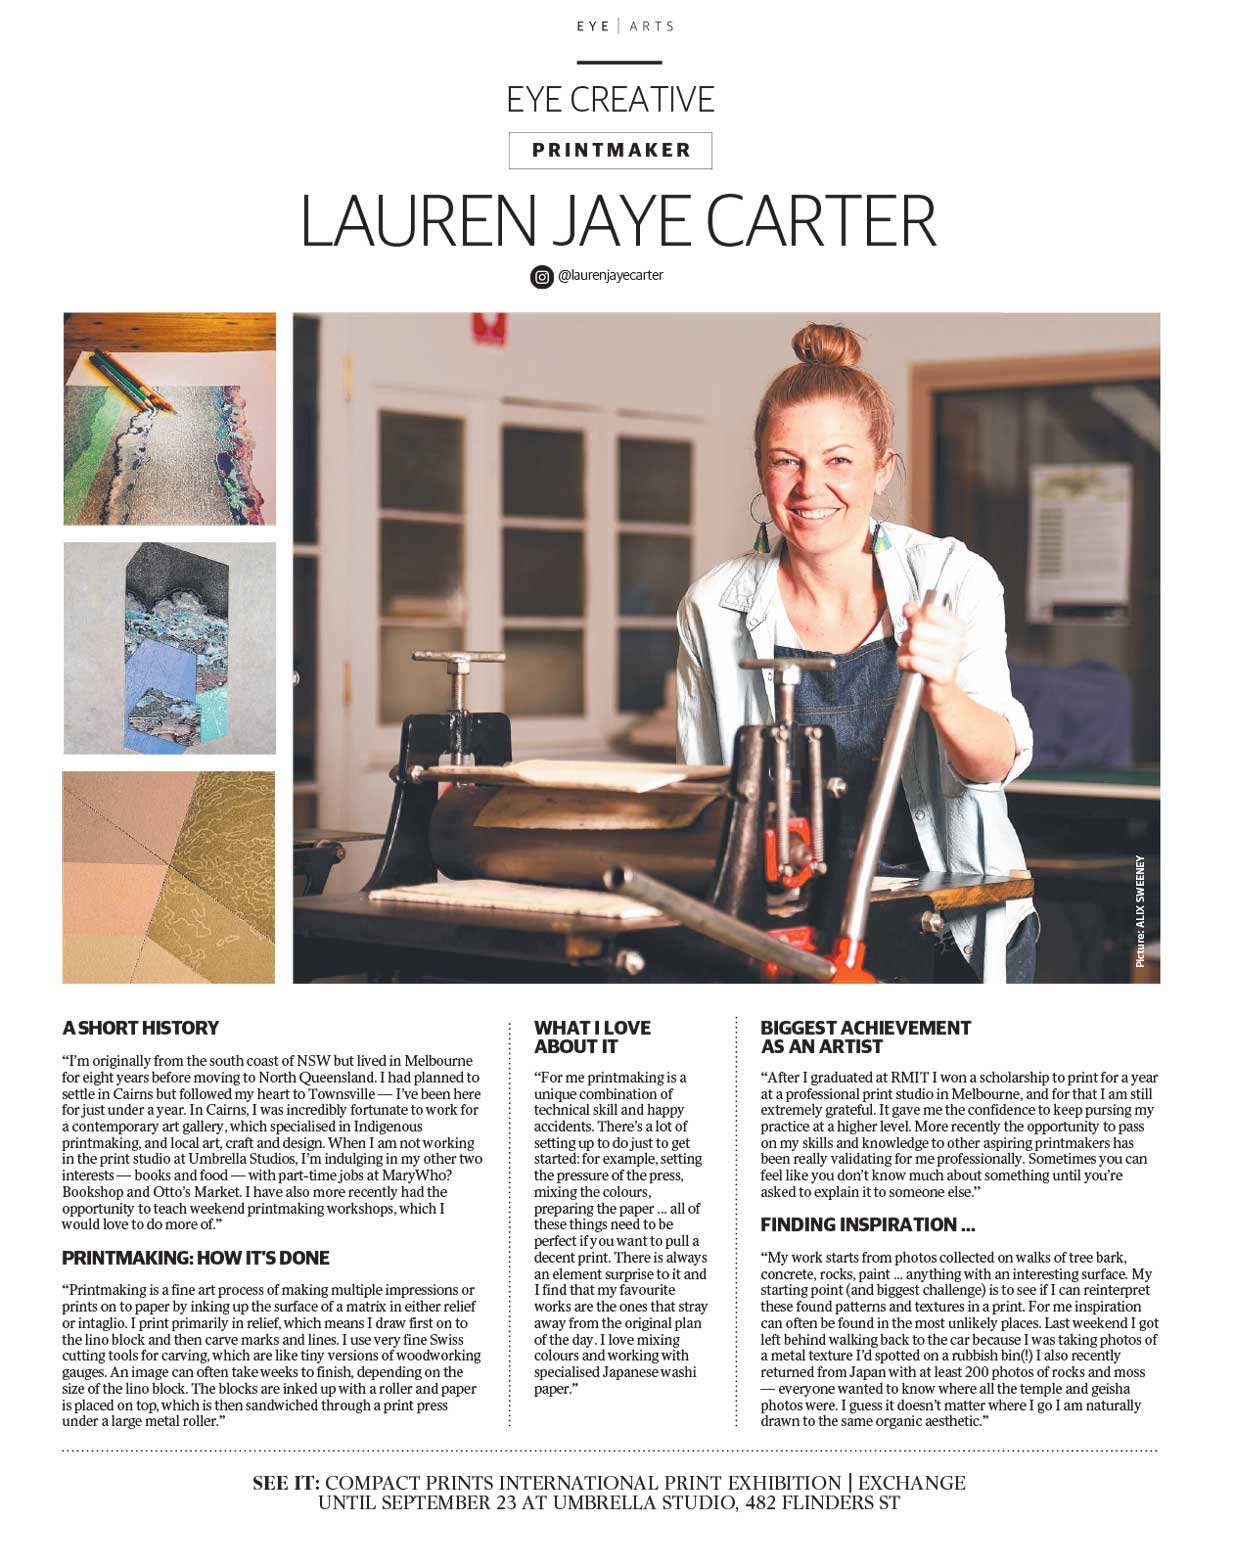 EYE | ARTS
EYE CREATIVE
PRINTMAKER
LAUREN JAYE CARTER
@laurenjayecarter
Picture: ALIX SWEENEY
A SHORT HISTORY
“I’m originally from the south coast of NSW but lived in Melbourne
for eight years before moving to North Queensland. I had planned to
settle in Cairns but followed my heart to Townsville — I’ve been here
for just under a year. In Cairns, I was incredibly fortunate to work for
a contemporary art gallery, which specialised in Indigenous
printmaking, and local art, craft and design. When I am not working
in the print studio at Umbrella Studios, I’m indulging in my other two
interests — books and food — with part-time jobs at MaryWho?
Bookshop and Otto’s Market. I have also more recently had the
opportunity to teach weekend printmaking workshops, which I
would love to do more of.”
PRINTMAKING: HOW IT’S DONE
“Printmaking is a fine art process of making multiple impressions or
prints on to paper by inking up the surface of a matrix in either relief
or intaglio. I print primarily in relief, which means I draw first on to
the lino block and then carve marks and lines. I use very fine Swiss
cutting tools for carving, which are like tiny versions of woodworking
gauges. An image can often take weeks to finish, depending on the
size of the lino block. The blocks are inked up with a roller and paper
is placed on top, which is then sandwiched through a print press
under a large metal roller.”
WHAT I LOVE
ABOUT IT
“For me printmaking is a
unique combination of
technical skill and happy
accidents. There’s a lot of
setting up to do just to get
started: for example, setting
the pressure of the press,
mixing the colours,
preparing the paper ... all of
these things need to be
perfect if you want to pull a
decent print. There is always
an element surprise to it and
I find that my favourite
works are the ones that stray
away from the original plan
of the day. I love mixing
colours and working with
specialised Japanese washi
paper.”
BIGGEST ACHIEVEMENT
AS AN ARTIST
“After I graduated at RMIT I won a scholarship to print for a year
at a professional print studio in Melbourne, and for that I am still
extremely grateful. It gave me the confidence to keep pursing my
practice at a higher level. More recently the opportunity to pass
on my skills and knowledge to other aspiring printmakers has
been really validating for me professionally. Sometimes you can
feel like you don’t know much about something until you’re
asked to explain it to someone else.”
FINDING INSPIRATION ...
“My work starts from photos collected on walks of tree bark,
concrete, rocks, paint ... anything with an interesting surface. My
starting point (and biggest challenge) is to see if I can reinterpret
these found patterns and textures in a print. For me inspiration
can often be found in the most unlikely places. Last weekend I got
left behind walking back to the car because I was taking photos of
a metal texture I’d spotted on a rubbish bin(!) I also recently
returned from Japan with at least 200 photos of rocks and moss
— everyone wanted to know where all the temple and geisha
photos were. I guess it doesn’t matter where I go I am naturally
drawn to the same organic aesthetic.”
SEE IT: COMPACT PRINTS INTERNATIONAL PRINT EXHIBITION | EXCHANGE
UNTIL SEPTEMBER 23 AT UMBRELLA STUDIO, 482 FLINDERS ST